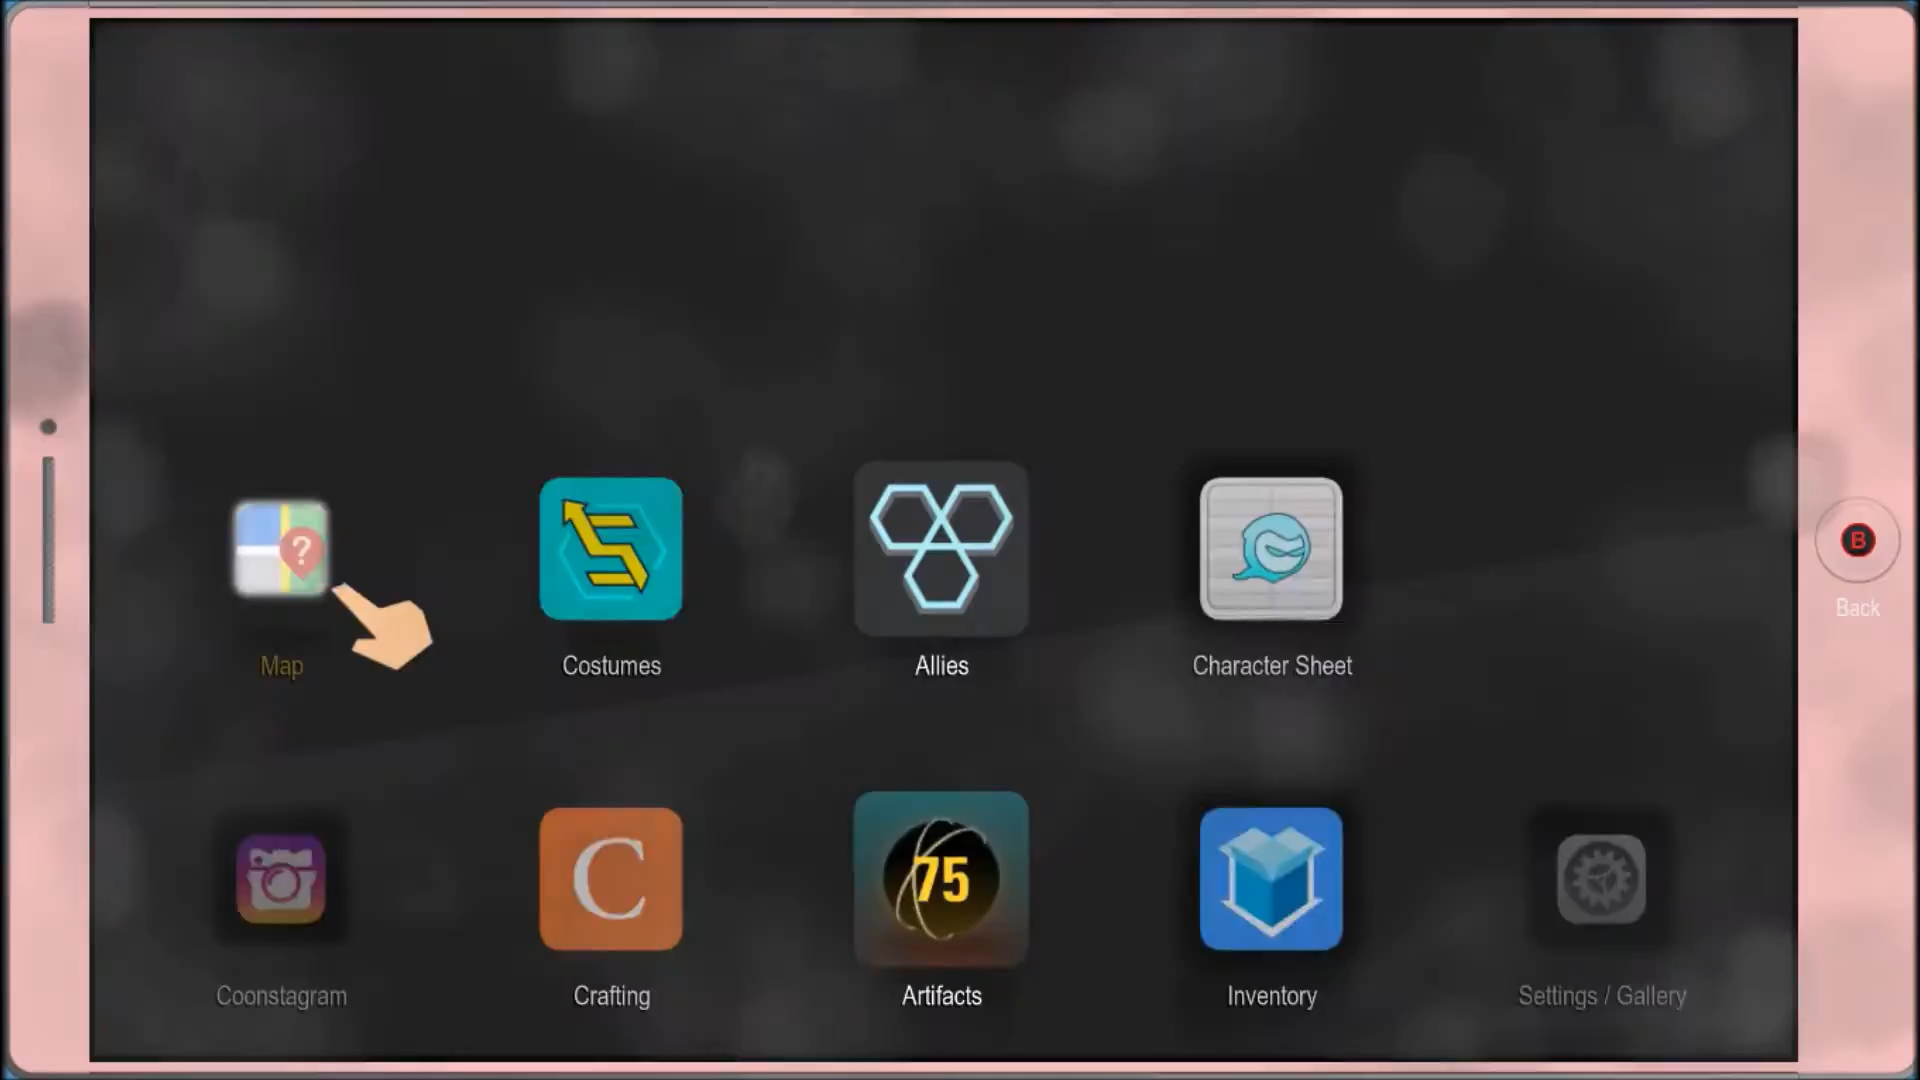 ?
Map
Costumes
Allies
Character Sheet
B
Back
C
75
Coonstagram
Crafting
Artifacts
Inventory
Settings / Gallery